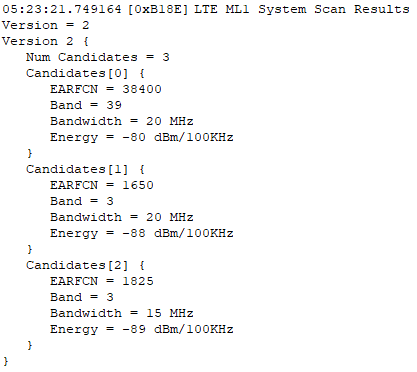 05:23:21.749164 [0xB18E] LTE ML1 System Scan Results
Version = 2
Version 2 {
   Num Candidates = 3
   Candidates[0] {
      EARFCN = 38400
      Band = 39
      Bandwidth = 20 MHz
      Energy = -80 dBm/100KHz
   }
   Candidates[1] {
      EARFCN = 1650
      Band = 3
      Bandwidth = 20 MHz
      Energy = -88 dBm/100KHz
   }
   Candidates[2] {
      EARFCN = 1825
      Band = 3
      Bandwidth = 15 MHz
      Energy = -89 dBm/100KHz
   }
}